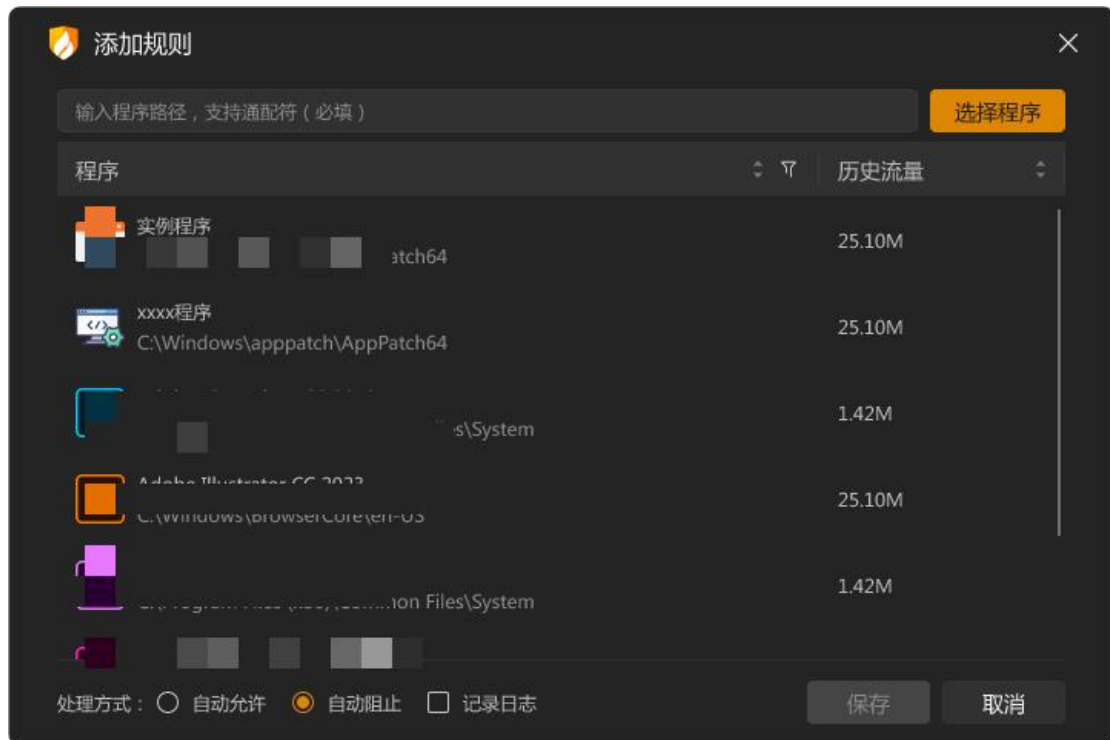 添加规则
输入程序路径，支持通配符（必填）
选择程序
程序
历史流量
实例程序
atch64
25.10M
xxxx程序
C:\Windows\apppatch\AppPatch64
25.10M
s\System
1.42M
Adobe Illustrator CC 2023
C:\Windows\BrowserCore\en-US
25.10M
Files\System
1.42M
处理方式： 自动允许 自动阻止 记录日志
保存 取消